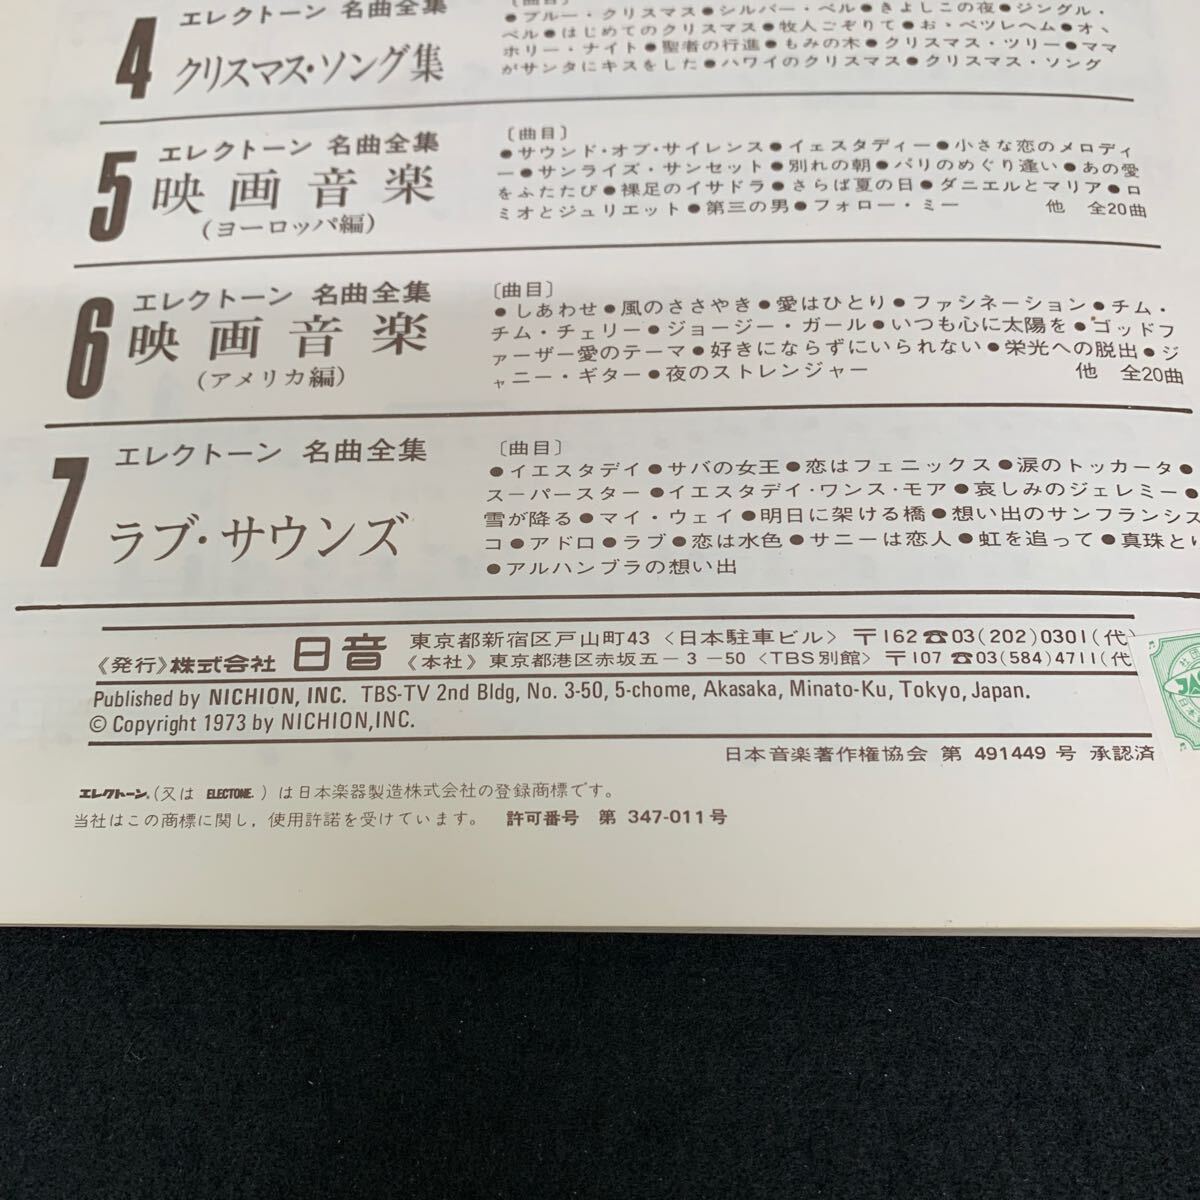 4
エレクトーン 名曲全集
クリスマス・ソング集
●ブルー・クリスマス●シルバー・ベル●きよしこの夜●ジングル・
ベル●はじめてのクリスマス●牧人こぞりて●お、ベツレヘム●オ、
ホリー・ナイト●聖者の行進●もみの木●クリスマス・ツリー●ママ
がサンタにキスをした●ハワイのクリスマス●クリスマス・ソング
5
エレクトーン 名曲全集
映画音楽
(ヨーロッパ編)
〔曲目〕
●サウンド・オブ・サイレンス●イェスタディー●小さな恋のメロディ
ー●サンライズ・サンセット●別れの朝●パリのめぐり逢い●あの愛
をふたたび●裸足のイサドラ●さらば夏の日●ダニエルとマリア●ロ
ミオとジュリエット●第三の男●フォロー・ミー 他 全20曲
6
エレクトーン 名曲全集
映画音楽
(アメリカ編)
〔曲目〕
●しあわせ●風のささやき●愛はひとり●ファシネーション●チム・
チム・チェリー●ジョージー・ガール●いつも心に太陽を●ゴッドフ
ァーザー愛のテーマ●好きにならずにいられない●栄光への脱出●ジ
ャニー・ギター●夜のストレンジャー 他 全20曲
7
エレクトーン 名曲全集
ラブ・サウンズ
〔曲目〕
●イエスタデイ●サバの女王●恋はフェニックス●涙のトッカータ●
スーパースター●イエスタデイ・ワンス・モア●哀しみのジェレミー●
雪が降る●マイ・ウェイ●明日に架ける橋●想い出のサンフランシス
コ●アドロ●ラブ●恋は水色●サニーは恋人●虹を追って●真珠と
●アルハンブラの想い出
《発行》株式会社 日音 東京都新宿区戸山町43〈日本駐車ビル〉〒162☎03(202)0301(代)
《本社》東京都港区赤坂五-3-50〈TBS別館〉〒107 ☎03(584)4711(代
Published by NICHION, INC. TBS-TV 2nd Bldg, No. 3-50, 5-chome, Akasaka, Minato-Ku, Tokyo, Japan.
© Copyright 1973 by NICHION,INC.
日本音楽著作権協会 第 491449 号 承認済
エレクトーン。(又は ELECTONE.)は日本楽器製造株式会社の登録商標です。
当社はこの商標に関し,使用許諾を受けています。 許可番号 第 347-011号